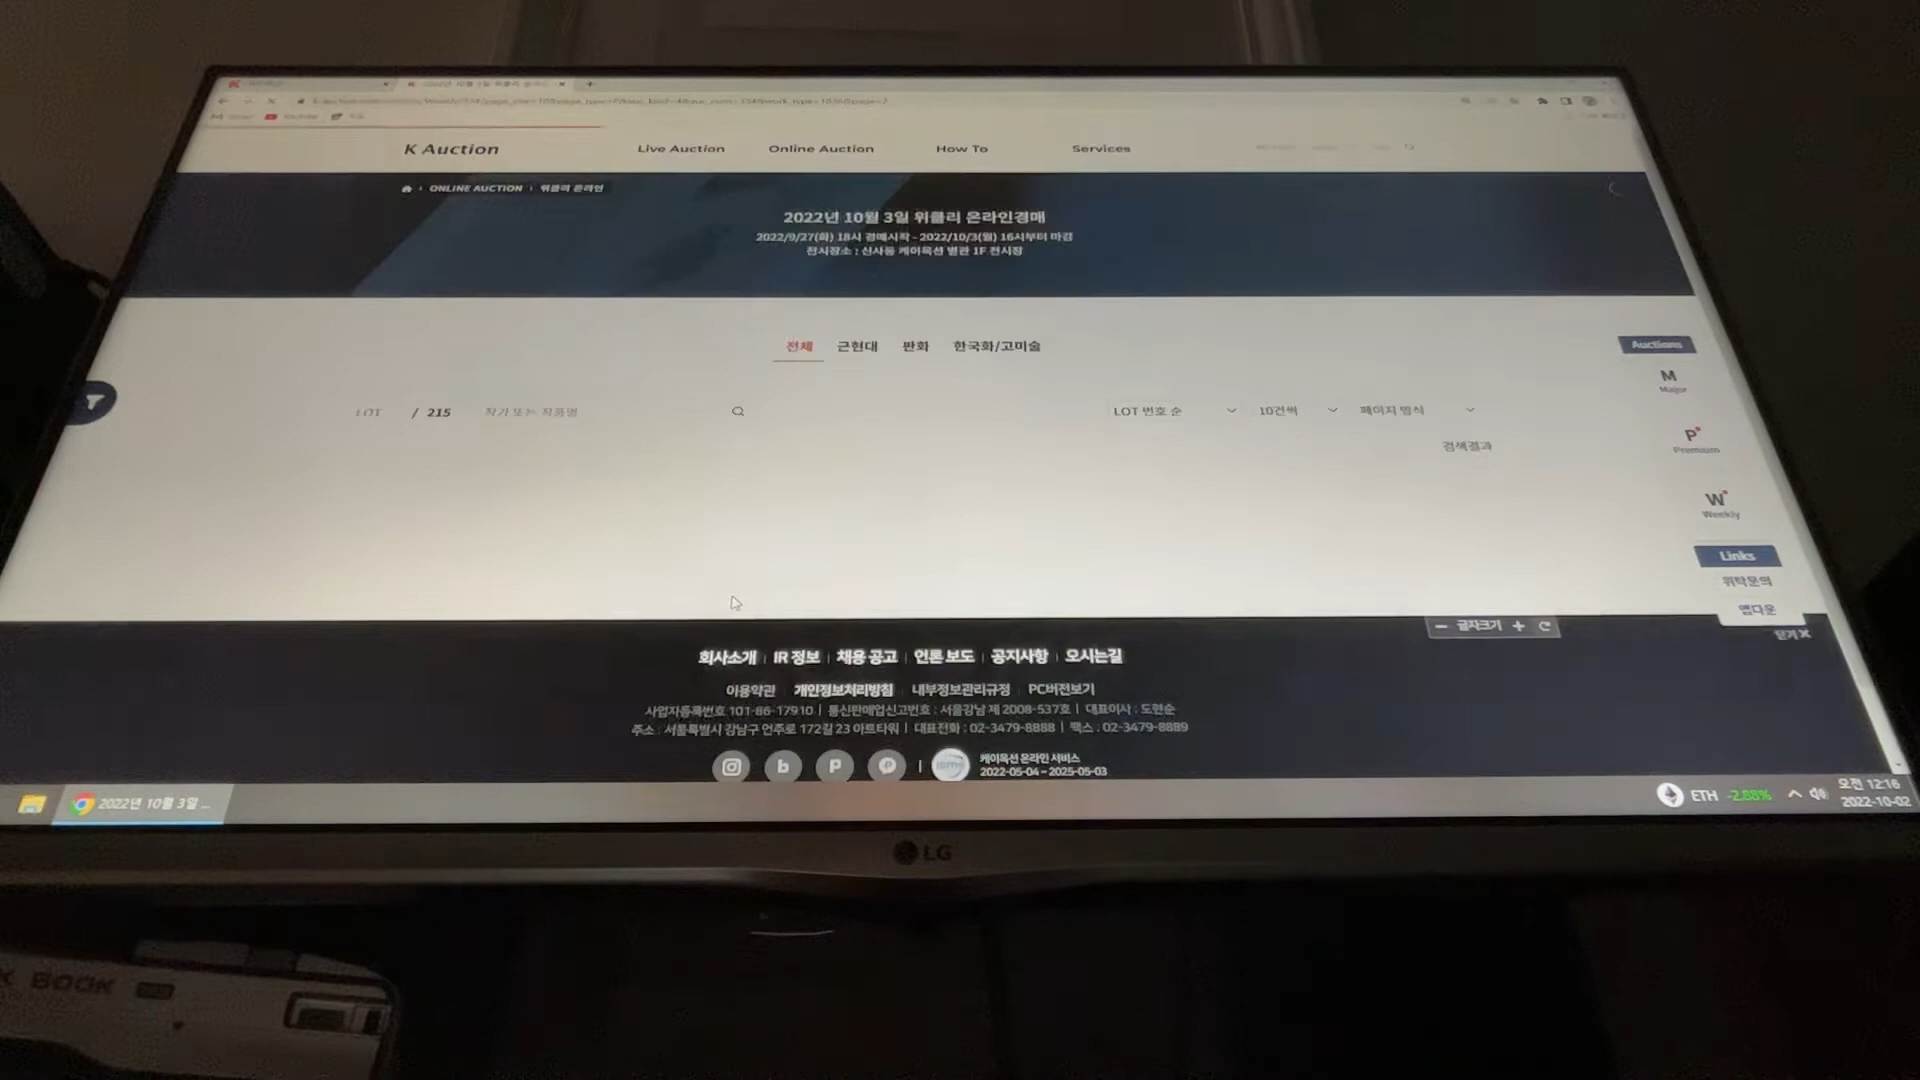 K Auction
Live Auction
Online Auction
How To
Services
ONLINE AUCTION › 위클리 온라인
2022년 10월 3일 위클리 온라인경매
2022/9/27(화) 18시 경매시작 - 2022/10/3(월) 16시부터 마감
전시장소 : 신사동 케이옥션 별관 1F 전시장
전체 근현대 판화 한국화/고미술
Auctions
M
Major
LOT / 215 작가 또는 작품명
LOT 번호 순 10건씩 페이지 방식
검색결과
P
Premium
W
Weekly
Links
위탁문의
앱다운
닫기 X
− 글자크기 +
회사소개 | IR 정보 | 채용 공고 | 언론 보도 | 공지사항 | 오시는길
이용약관 개인정보처리방침 내부정보관리규정 PC버전보기
사업자등록번호 101-86-17910 | 통신판매업신고번호 : 서울강남 제 2008-537호 | 대표이사 : 도현순
주소 : 서울특별시 강남구 언주로 172길 23 아트타워 | 대표전화 : 02-3479-8888 | 팩스 : 02-3479-8889
b P
케이옥션 온라인 서비스
2022-05-04 ~ 2025-05-03
2022년 10월 3일 ...
ETH -2.88%
오전 12:16
2022-10-02
LG
BOOK